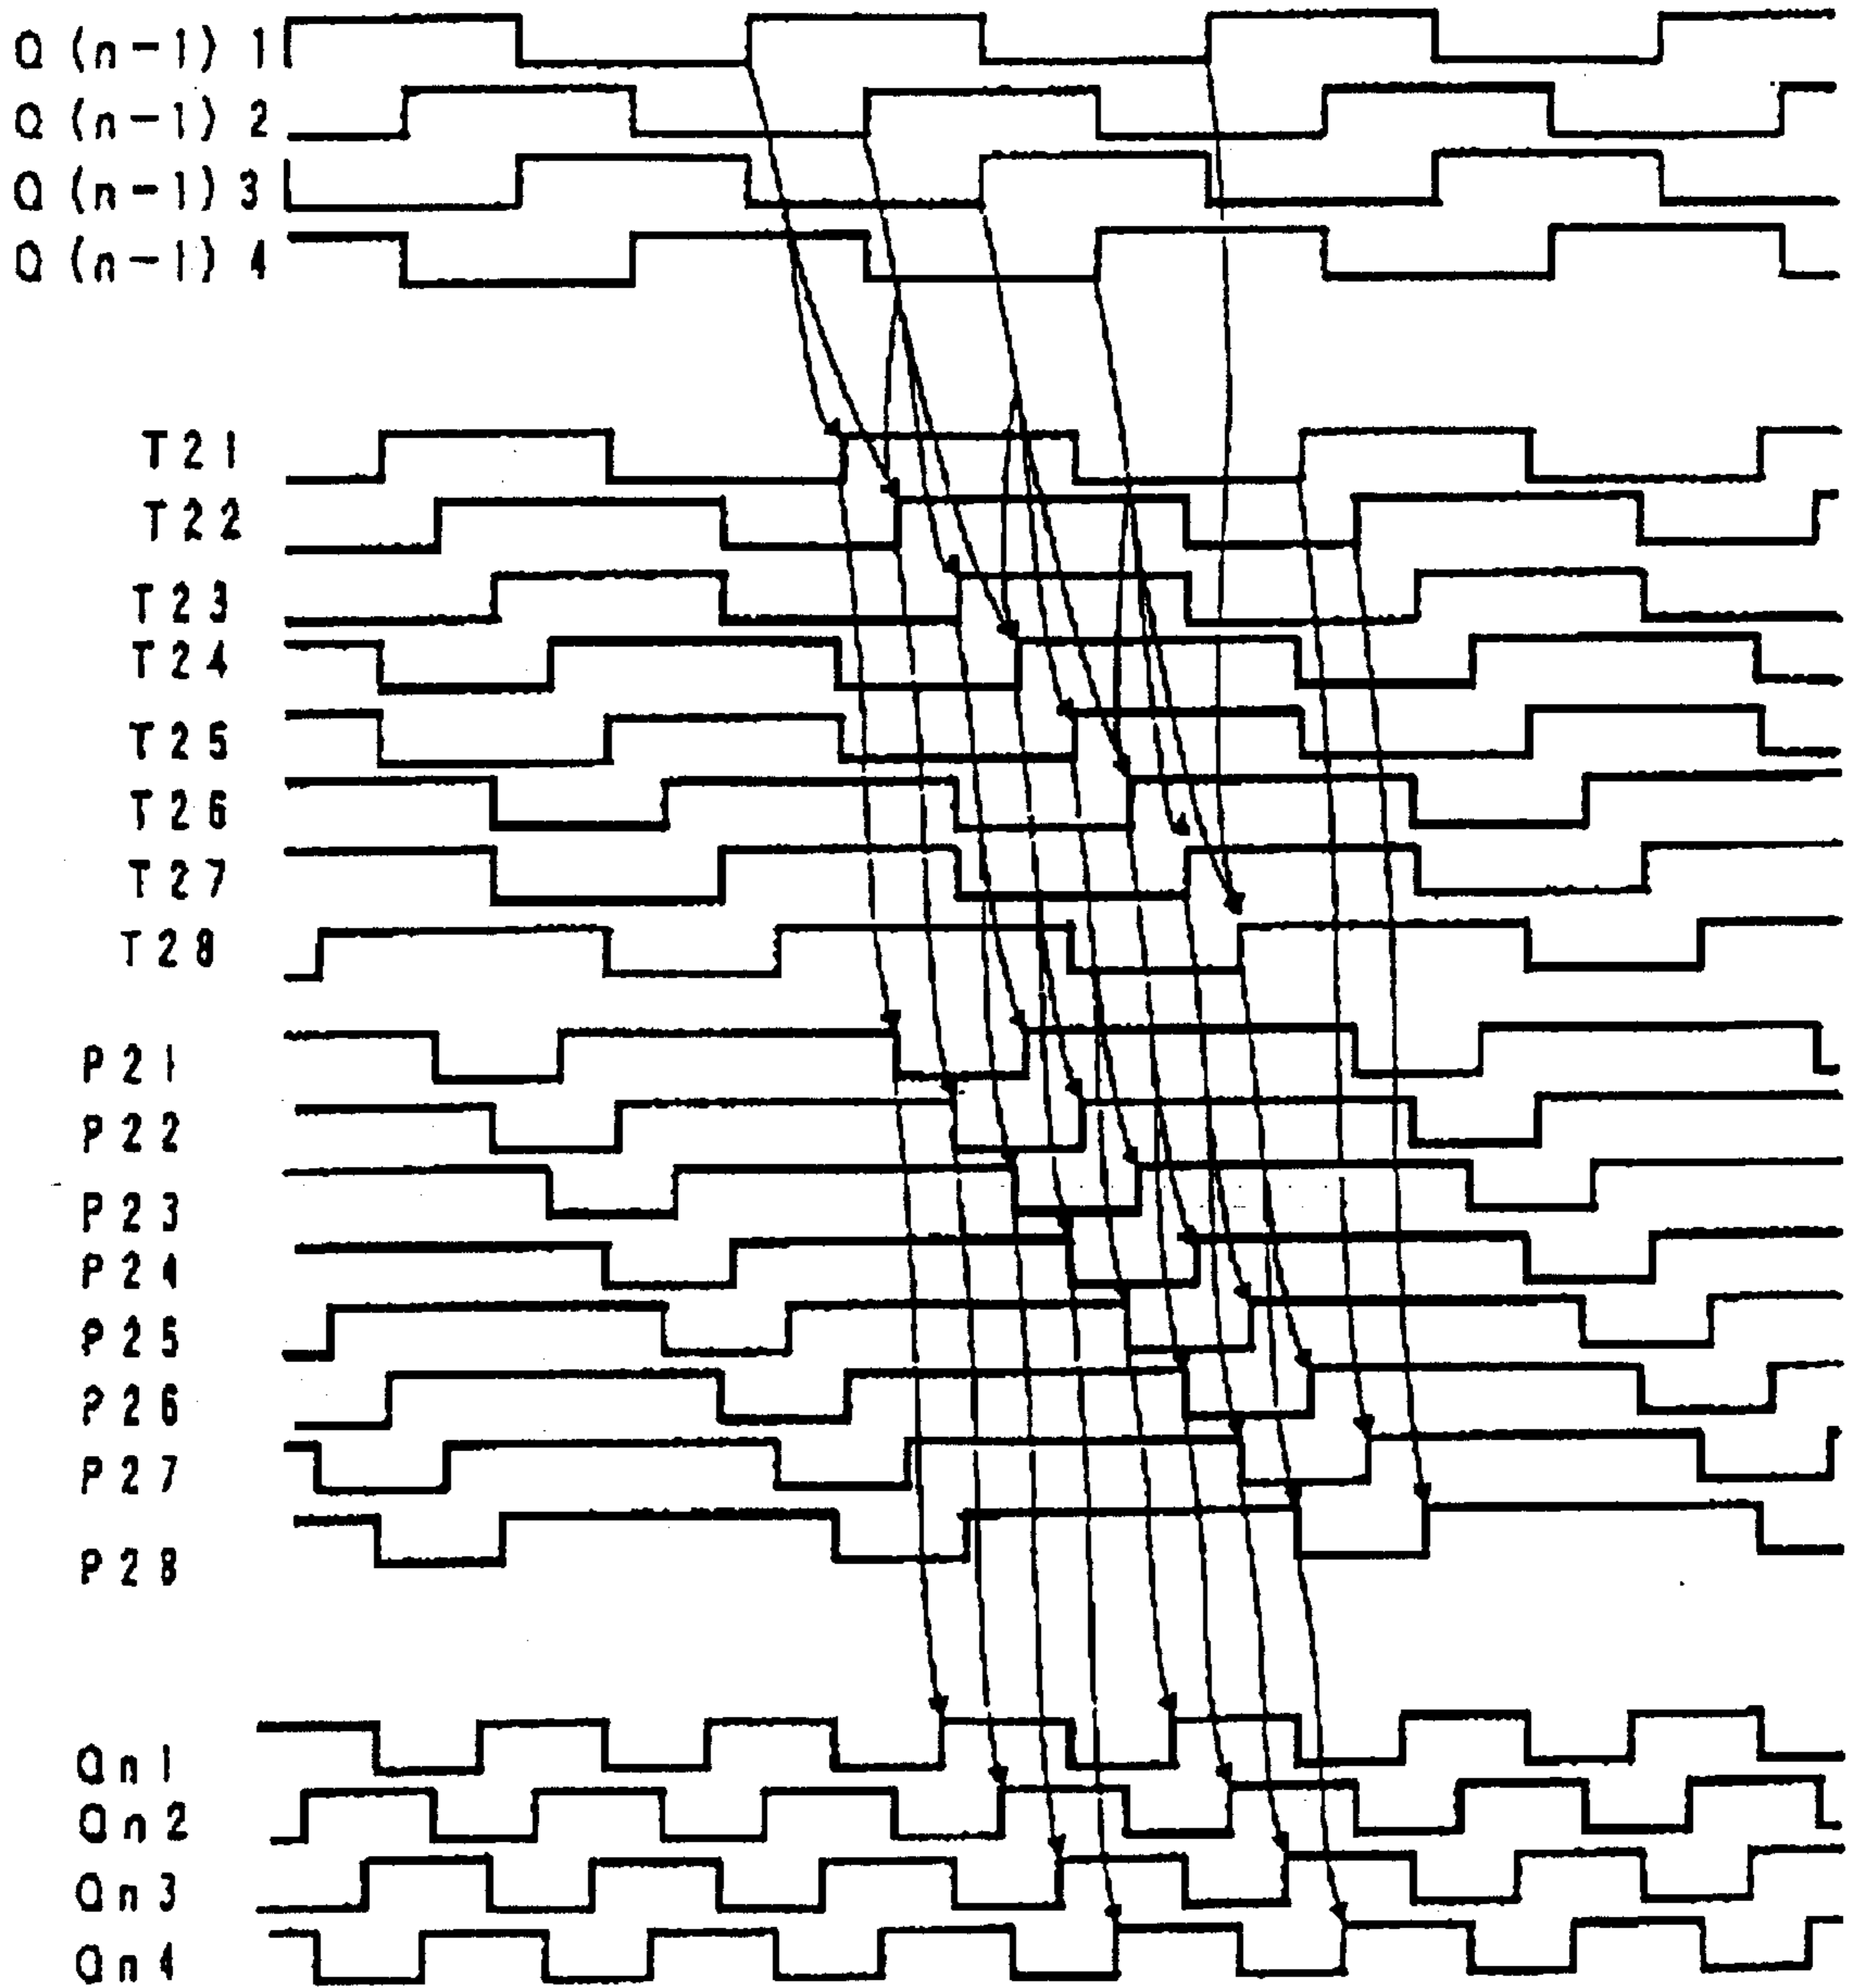 Q (n-1) 1
Q (n-1) 2
Q (n-1) 3
Q (n-1) 4
T21
T22
T23
T24
T25
T26
T27
T28
P21
P22
P23
P24
P25
P26
P27
P28
Qn1
Qn2
Qn3
Qn4